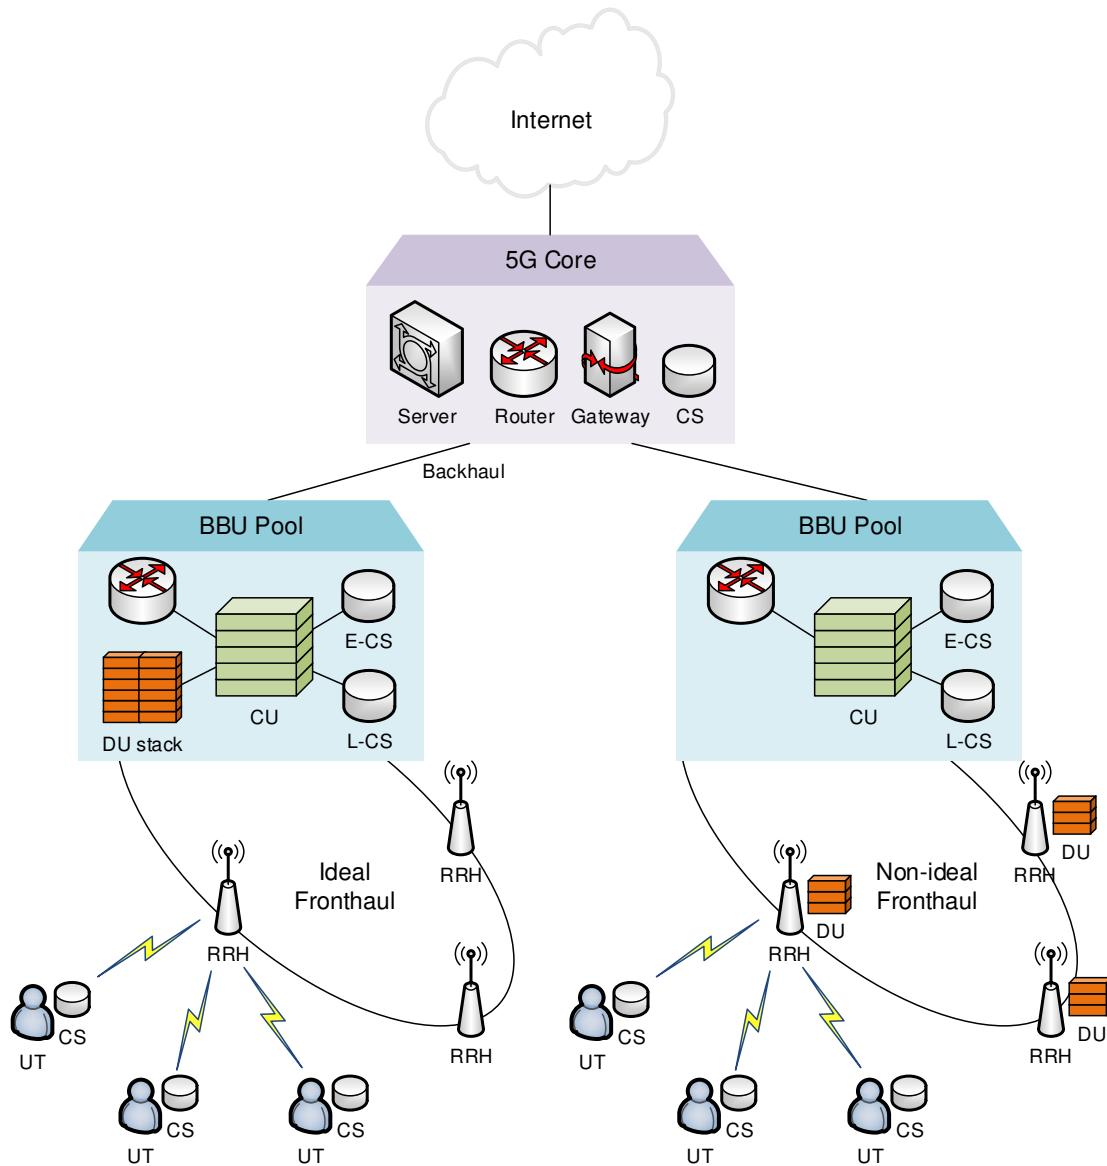 Internet
5G Core
Server
Router
Gateway
CS
Backhaul
BBU Pool
E-CS
CU
L-CS
DU stack
BBU Pool
E-CS
CU
L-CS
RRH
Ideal
Fronthaul
RRH
RRH
CS
UT
CS
UT
CS
UT
DU
RRH
Non-ideal
Fronthaul
DU
RRH
DU
RRH
CS
UT
CS
UT
CS
UT